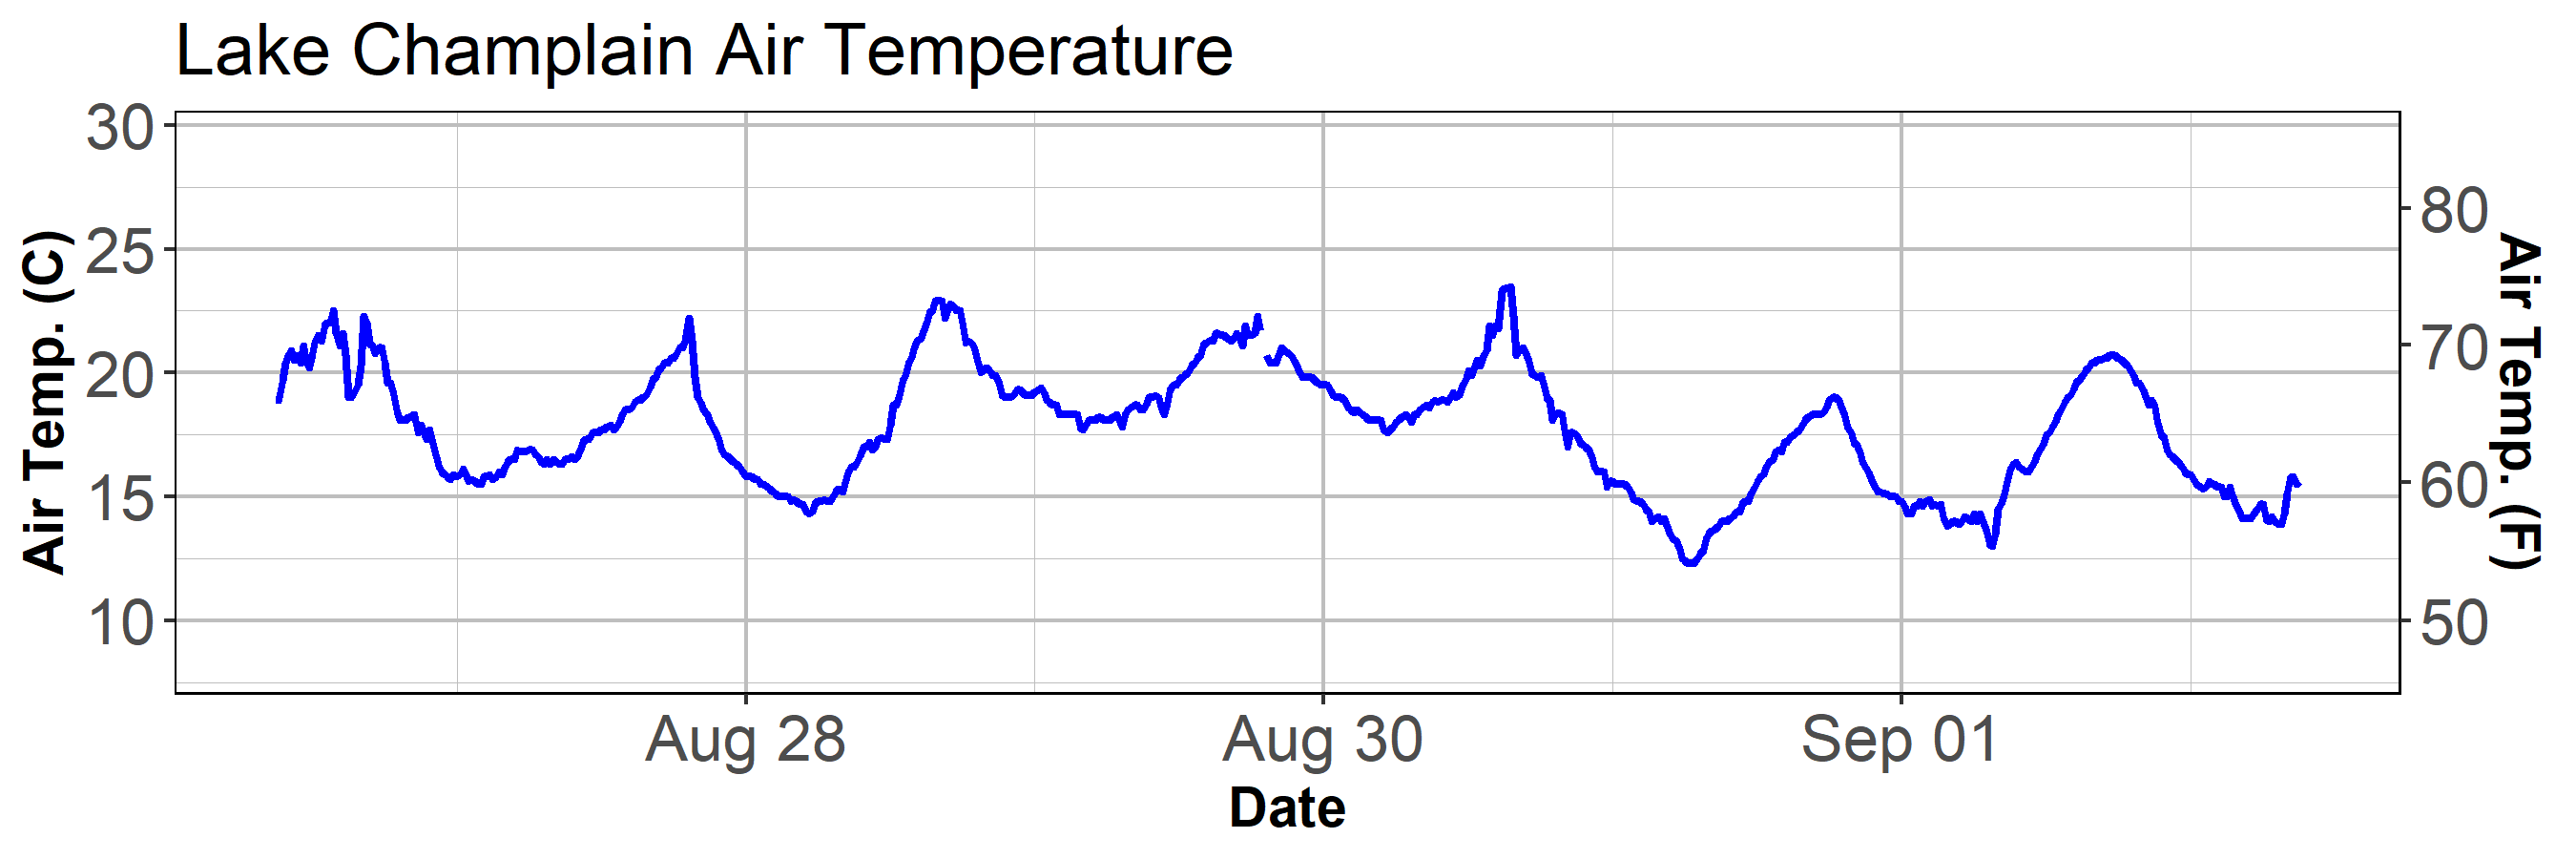 Lake Champlain Air Temperature
Air Temp. (C)
30
25
20
15
10
80
70
60
50
Air Temp. (F)
Aug 28
Aug 30
Sep 01
Date